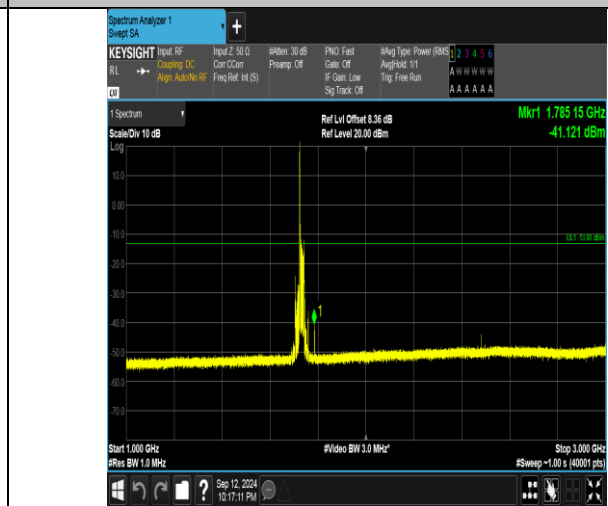 Spectrum Analyzer 1
Swept SA
+
KEYSIGHT Input: RF Input Z: 50 Ω #Atten: 30 dB PNO: Fast #Avg Type: Power (RMS 1 2 3 4 5 6
RL Coupling: DC Corr CCorr Preamp: Off Gate: Off Avg|Hold: 1/1 A W W W W W
Align: Auto/No RF Freq Ref: Int (S) IF Gain: Low Trig: Free Run
Sig Track: Off A A A A A A
LXI
1 Spectrum Ref Lvl Offset 8.36 dB Mkr1 1.785 15 GHz
Scale/Div 10 dB Ref Level 20.00 dBm -41.121 dBm
Log
10.0
0.00
-10.0
DL1 -13.00 dBm
-20.0
-30.0
1
-40.0
-50.0
-60.0
-70.0
Start 1.000 GHz #Video BW 3.0 MHz* Stop 3.000 GHz
#Res BW 1.0 MHz #Sweep ~1.00 s (40001 pts)
? Sep 12, 2024
10:17:11 PM